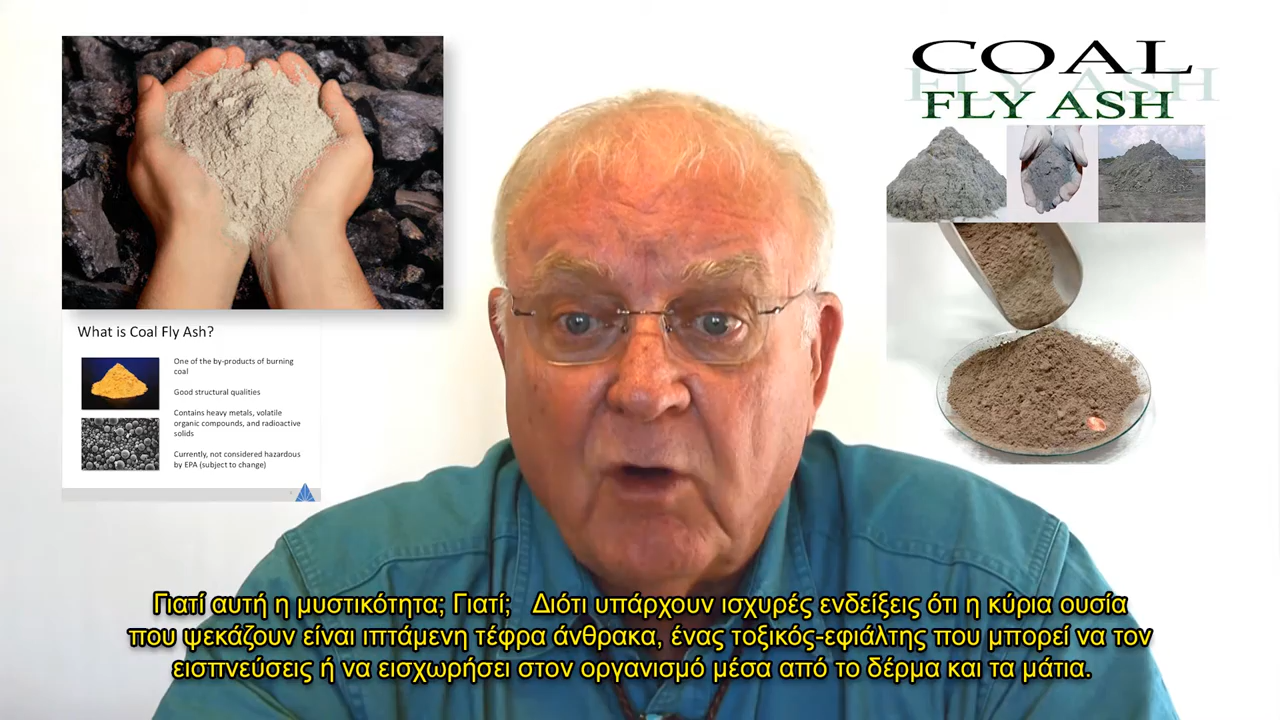 COAL
FLY ASH
FLY ASH
What is Coal Fly Ash?
One of the by-products of burning
coal
Good structural qualities
Contains heavy metals, volatile
organic compounds, and radioactive
solids
Currently, not considered hazardous
by EPA (subject to change)
Γιατί αυτή η μυστικότητα; Γιατί; Διότι υπάρχουν ισχυρές ενδείξεις ότι η κύρια ουσία
που ψεκάζουν είναι ιπτάμενη τέφρα άνθρακα, ένας τοξικός-εφιάλτης που μπορεί να τον
εισπνεύσεις ή να εισχωρήσει στον οργανισμό μέσα από το δέρμα και τα μάτια.